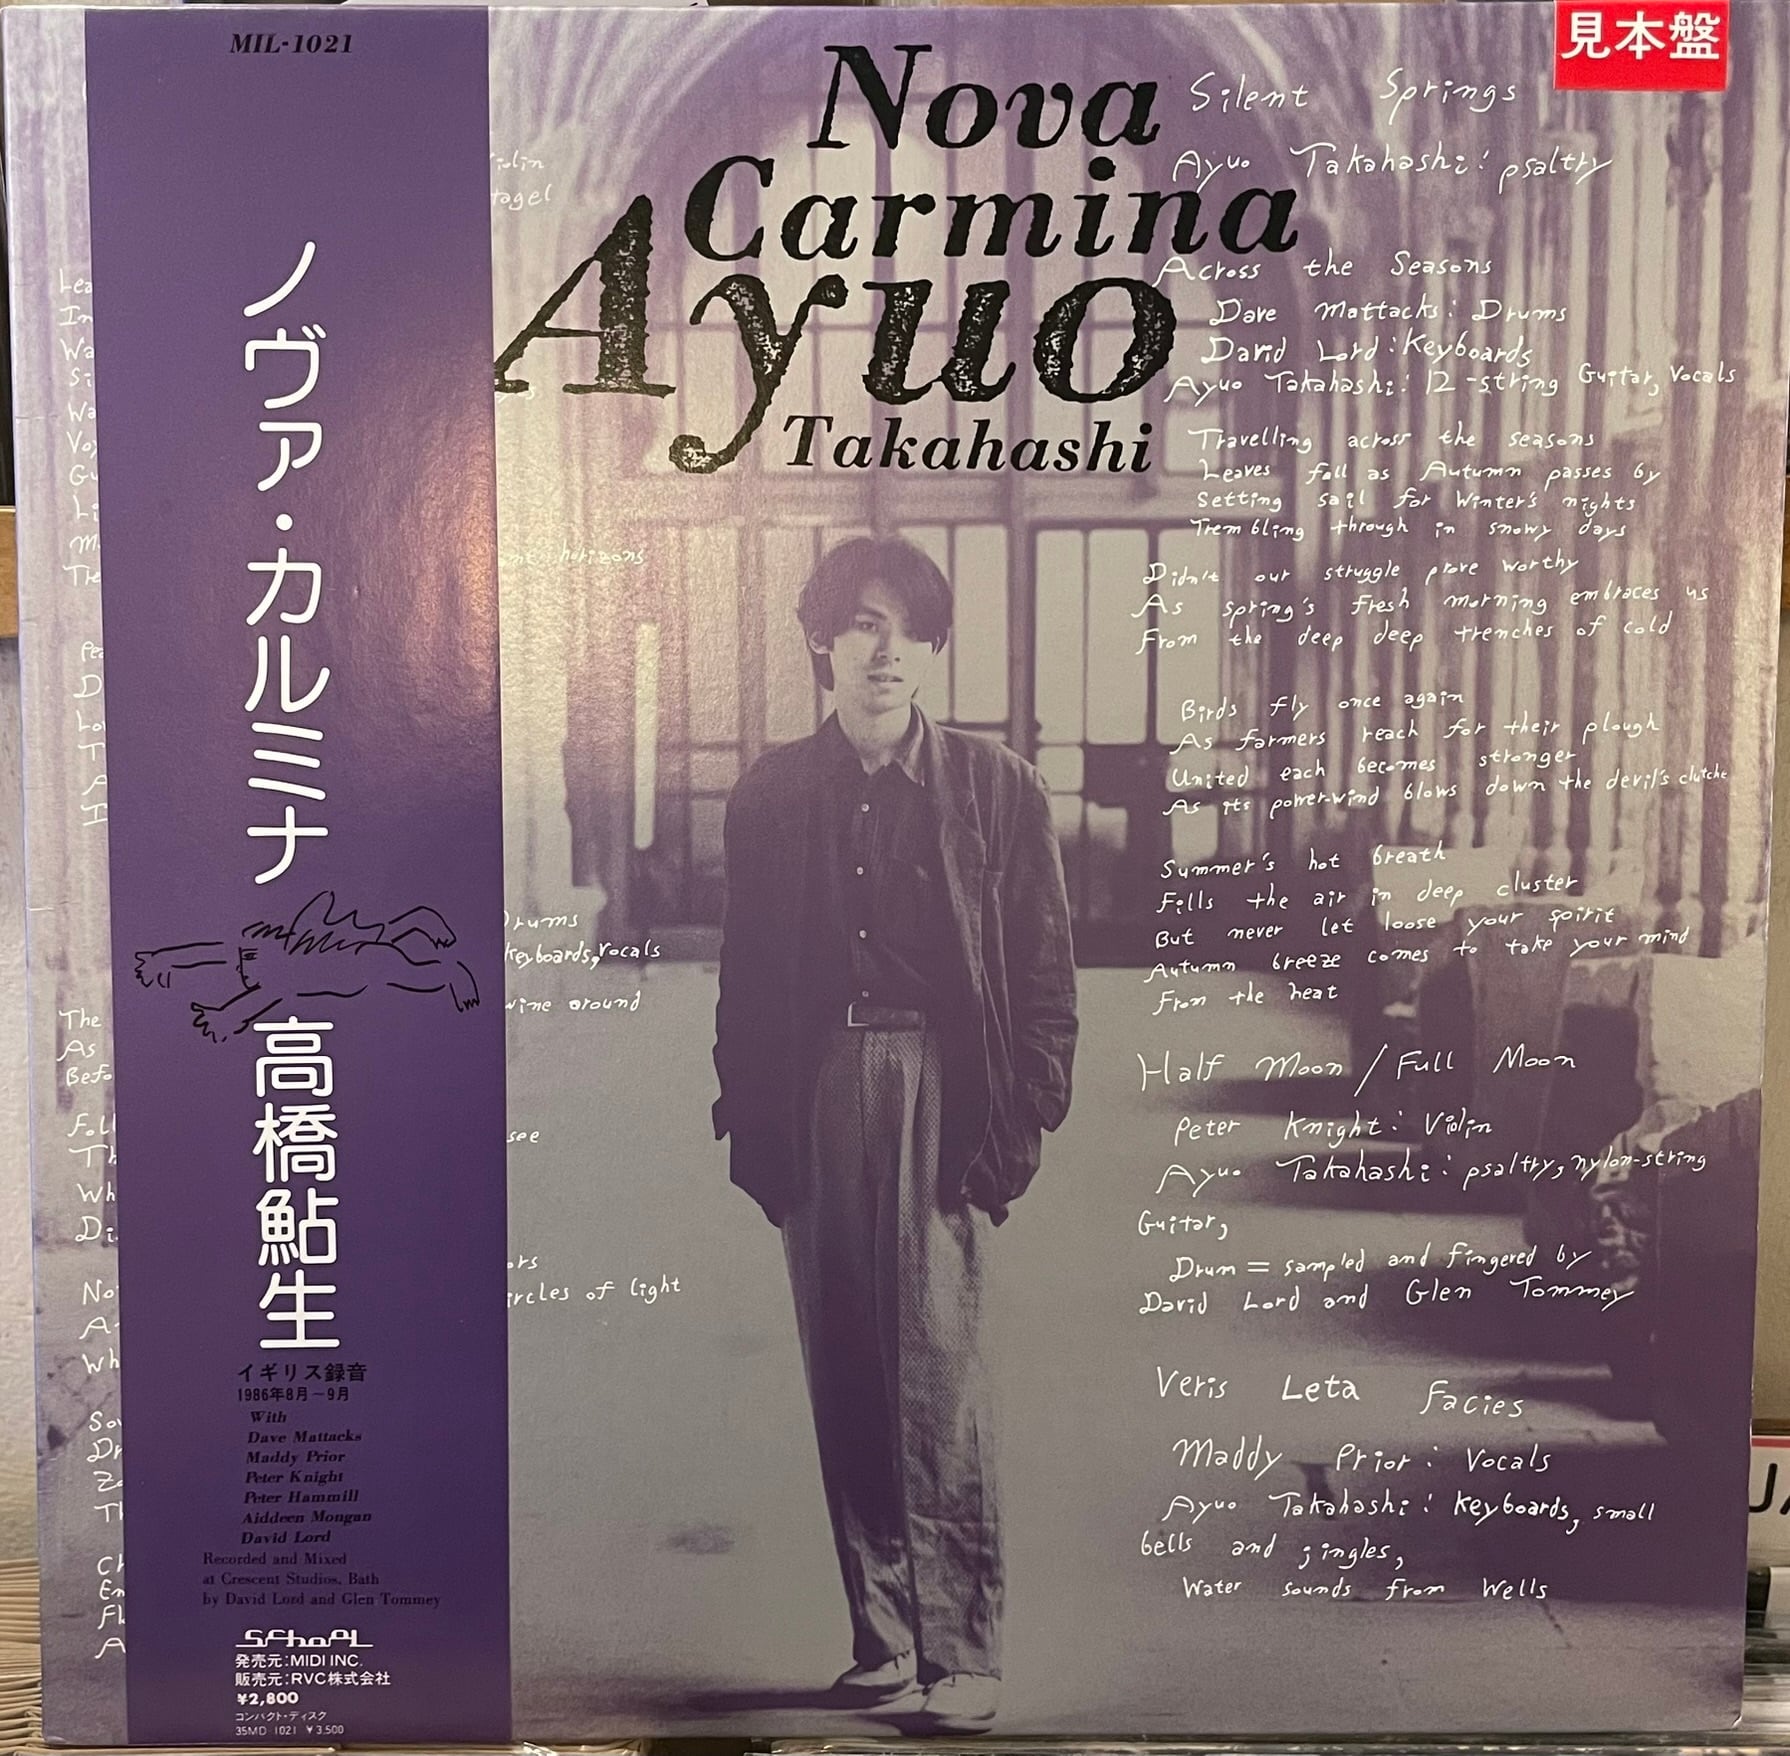 MIL-1021
ノヴァ・カルミナ
高橋鮎生
イギリス録音
1986年8月−9月
With
Dave Mattacks
Maddy Prior
Peter Knight
Peter Hammill
Aiddeen Mongan
David Lord
Recorded and Mixed
at Crescent Studios, Bath
by David Lord and Glen Tommey
SChooL
発売元:MIDI INC.
販売元:RVC株式会社
¥2,800
コンパクト・ディスク
35MD-1021 ¥3,500
Nova
Carmina
Ayuo
Takahashi
見本盤
horizons
Drums
Keyboards, Vocals
around
see
of light
The
As
Silent Springs
Ayuo Takahashi: psaltry
Across the Seasons
Dave Mattacks: Drums
David Lord: Keyboards
Ayuo Takahashi: 12-string Guitar, Vocals
Travelling across the seasons
Leaves fall as Autumn passes by
Setting sail for Winter's nights
Trembling through in snowy days
Didn't our struggle prove worthy
As spring's fresh morning embraces us
From the deep deep trenches of cold
Birds fly once again
As farmers reach for their plough
United each becomes stronger
As its power-wind blows down the devil's clutche
Summer's hot breath
Fills the air in deep cluster
But never let loose your spirit
Autumn breeze comes to take your mind
From the heat
Half Moon / Full Moon
Peter Knight: Violin
Ayuo Takahashi: psaltry, nylon-string
Guitar,
Drum = sampled and fingered by
David Lord and Glen Tommey
Veris Leta Facies
Maddy Prior: Vocals
Ayuo Takahashi: Keyboards, small
bells and jingles,
Water sounds from Wells